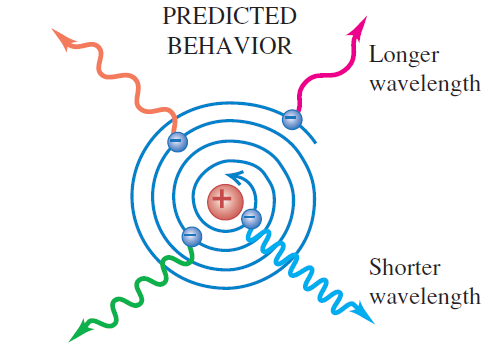 PREDICTED
BEHAVIOR
Longer
wavelength
−
−
+
−
−
Shorter
wavelength